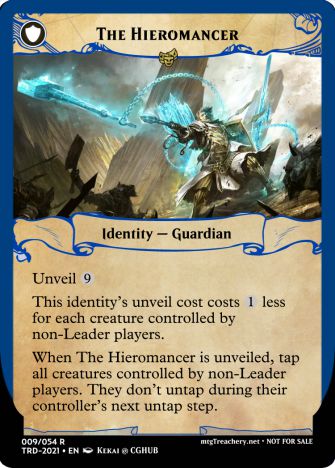 THE HIEROMANCER
Identity — Guardian
Unveil 9
This identity's unveil cost costs 1 less
for each creature controlled by
non-Leader players.
When The Hieromancer is unveiled, tap
all creatures controlled by non-Leader
players. They don't untap during their
controller's next untap step.
009/054 R
TRD-2021 • EN KEKAI @ CGHUB
mtgTreachery.net • NOT FOR SALE